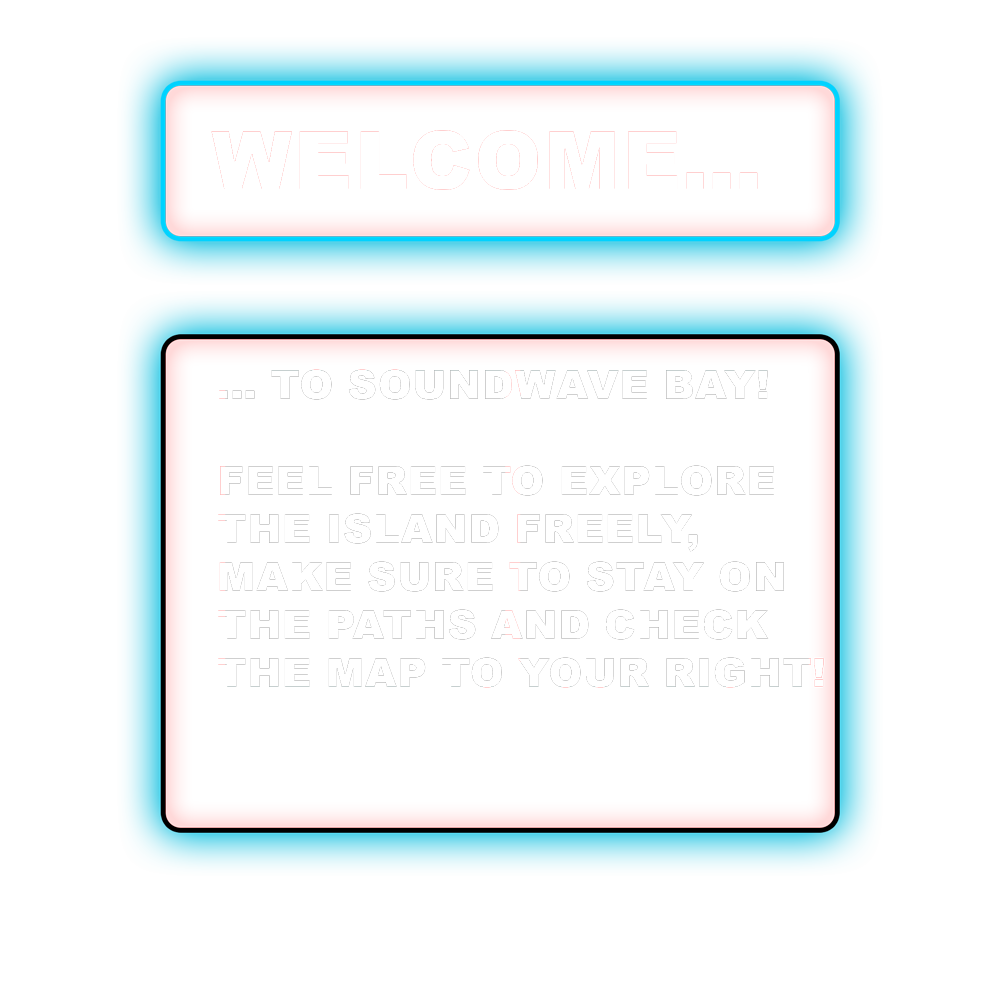 WELCOME...
... TO SOUNDWAVE BAY!
FEEL FREE TO EXPLORE
THE ISLAND FREELY,
MAKE SURE TO STAY ON
THE PATHS AND CHECK
THE MAP TO YOUR RIGHT!